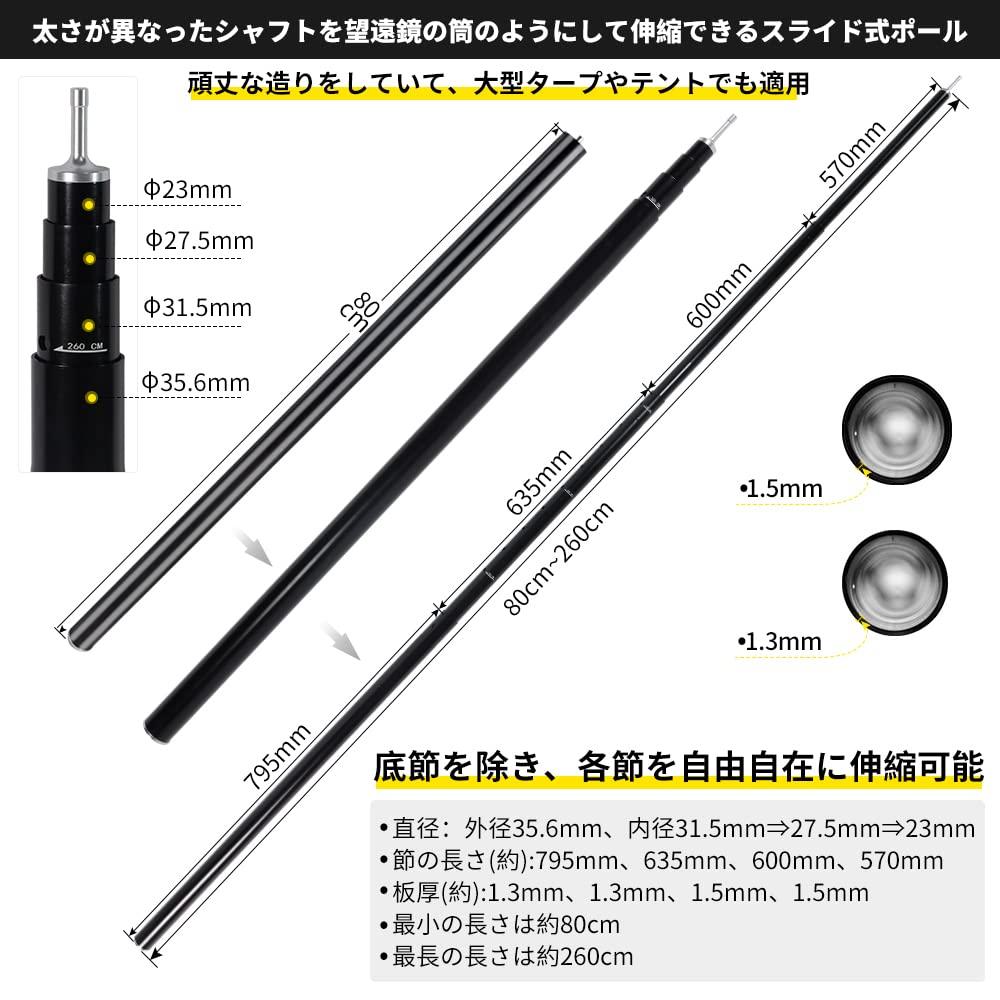 太さが異なったシャフトを望遠鏡の筒のようにして伸縮できるスライド式ポール
頑丈な造りをしていて、大型タープやテントでも適用
Φ23mm
Φ27.5mm
Φ31.5mm
260 CM
Φ35.6mm
80cm
570mm
600mm
635mm
80cm~260cm
795mm
•1.5mm
•1.3mm
底節を除き、各節を自由自在に伸縮可能
•直径：外径35.6mm、内径31.5mm⇒27.5mm⇒23mm
•節の長さ(約):795mm、635mm、600mm、570mm
•板厚(約):1.3mm、1.3mm、1.5mm、1.5mm
•最小の長さは約80cm
•最長の長さは約260cm